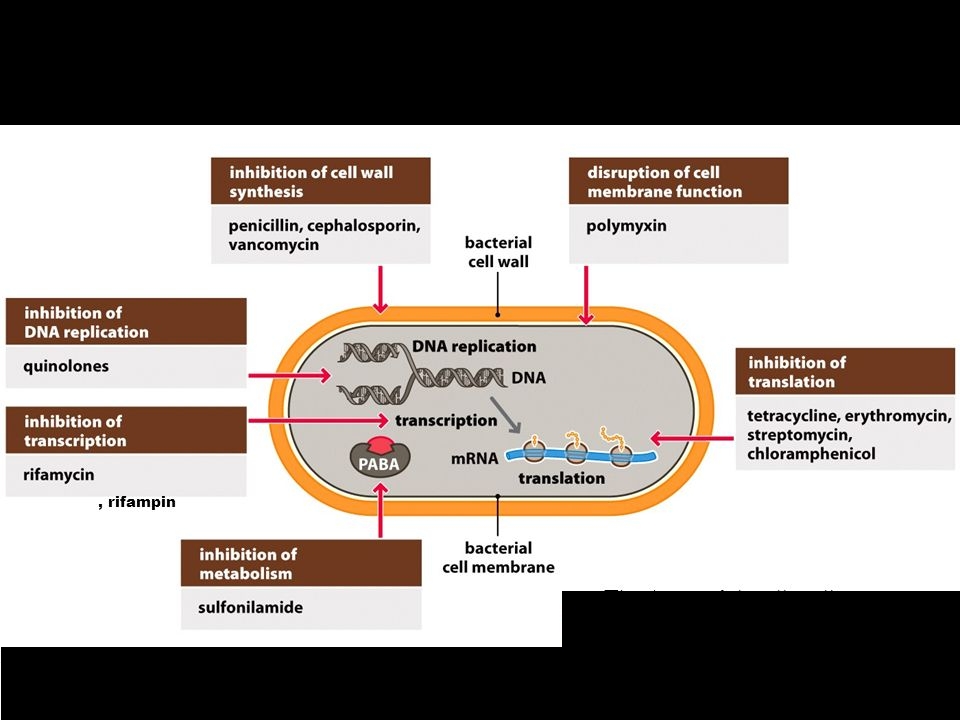 inhibition of cell wall
synthesis
penicillin, cephalosporin,
vancomycin
disruption of cell
membrane function
polymyxin
bacterial
cell wall
inhibition of
DNA replication
quinolones
inhibition of
transcription
rifamycin
, rifampin
DNA replication
DNA
transcription
PABA
mRNA
translation
inhibition of
translation
tetracycline, erythromycin,
streptomycin,
chloramphenicol
inhibition of
metabolism
sulfonilamide
bacterial
cell membrane